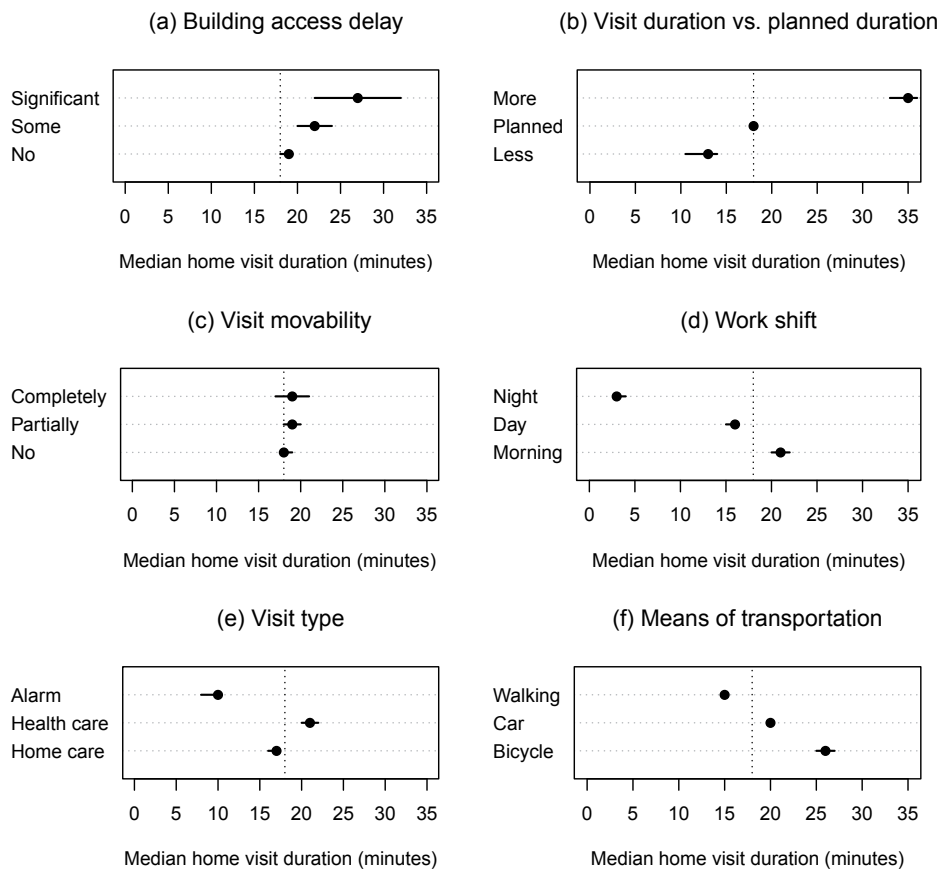 (a) Building access delay
Significant
Some
No
0 5 10 15 20 25 30 35
Median home visit duration (minutes)
(b) Visit duration vs. planned duration
More
Planned
Less
0 5 10 15 20 25 30 35
Median home visit duration (minutes)
(c) Visit movability
Completely
Partially
No
0 5 10 15 20 25 30 35
Median home visit duration (minutes)
(d) Work shift
Night
Day
Morning
0 5 10 15 20 25 30 35
Median home visit duration (minutes)
(e) Visit type
Alarm
Health care
Home care
0 5 10 15 20 25 30 35
Median home visit duration (minutes)
(f) Means of transportation
Walking
Car
Bicycle
0 5 10 15 20 25 30 35
Median home visit duration (minutes)